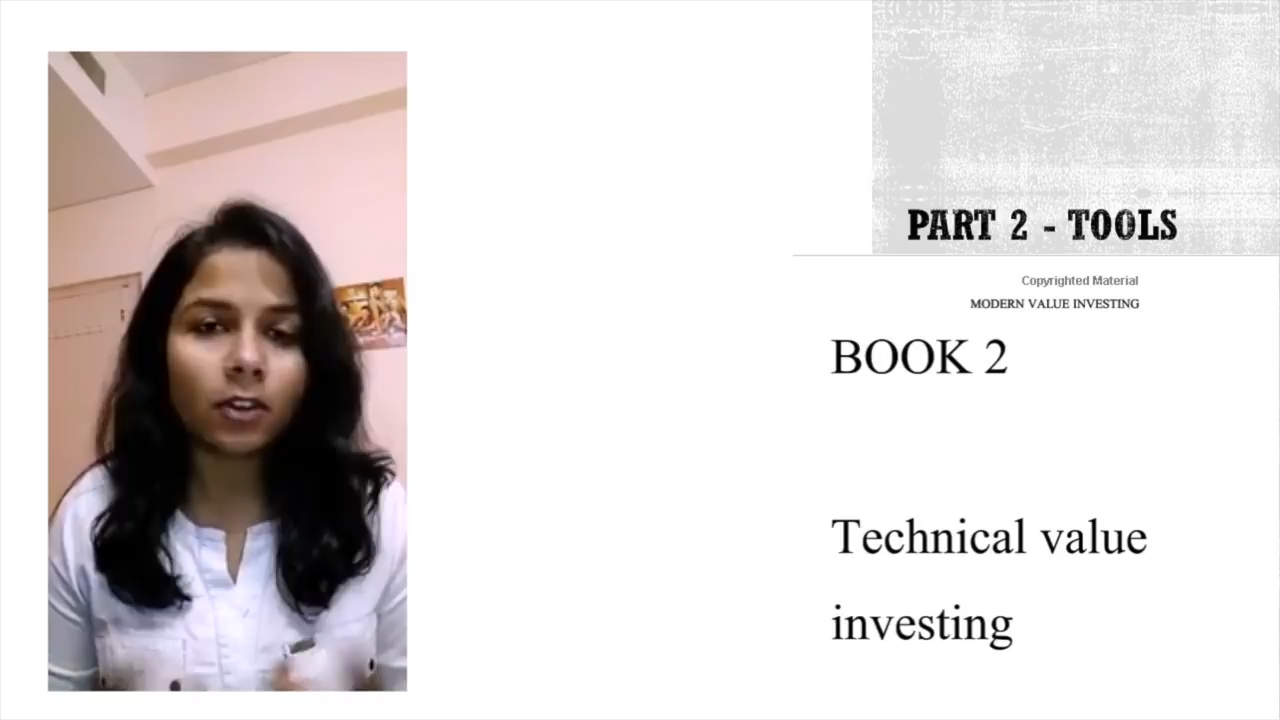 PART 2 - TOOLS
Copyrighted Material
MODERN VALUE INVESTING
BOOK 2
Technical value
investing